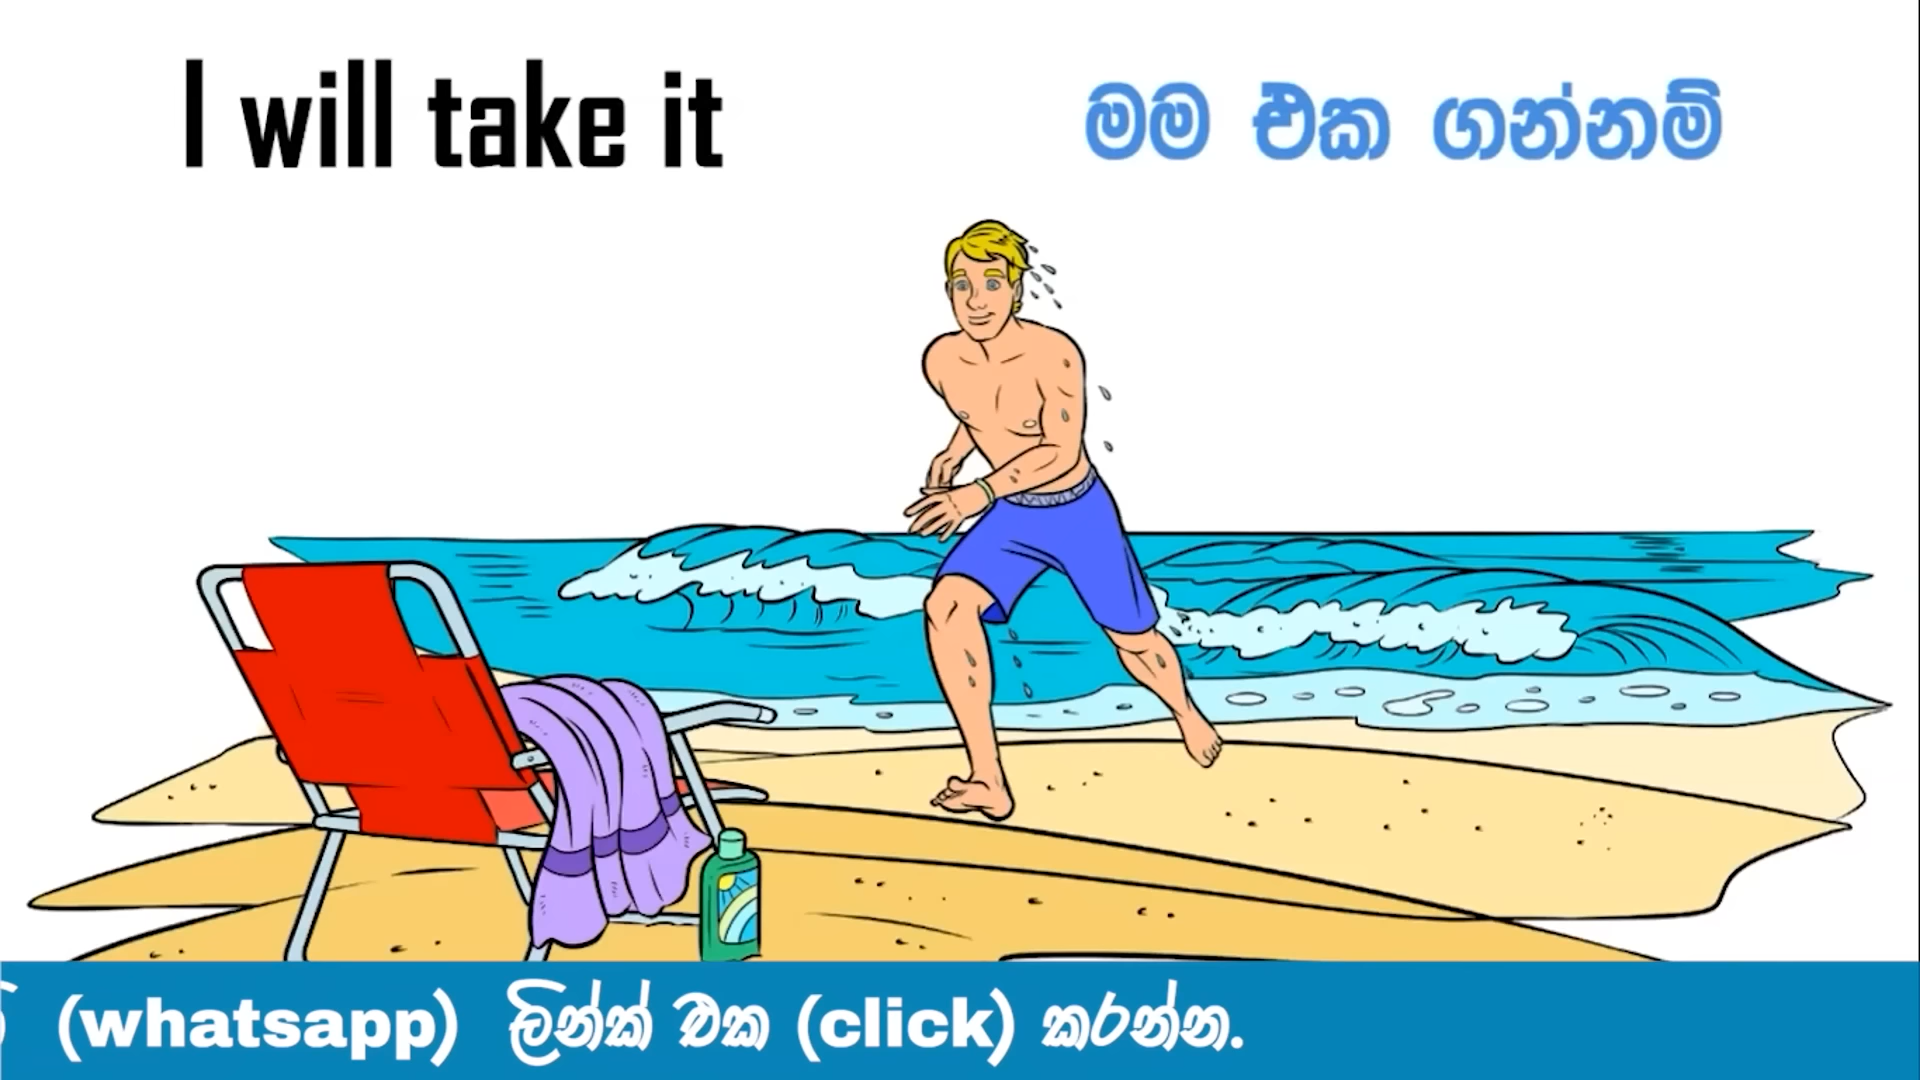 I will take it
මම එක ගන්නම්
(whatsapp) ලින්ක් එක (click) කරන්න.